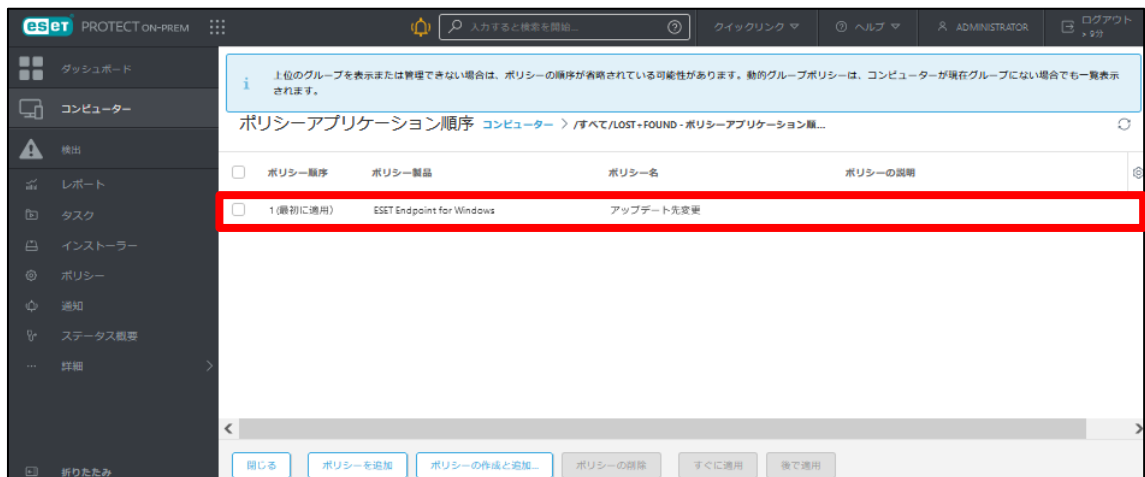 eset PROTECT ON-PREM
入力すると検索を開始...
クイックリンク
ヘルプ
ADMINISTRATOR
ログアウト
> 9分
ダッシュボード
コンピューター
検出
レポート
タスク
インストーラー
ポリシー
通知
ステータス概要
詳細
折りたたみ
上位のグループを表示または管理できない場合は、ポリシーの順序が省略されている可能性があります。動的グループポリシーは、コンピューターが現在グループにない場合でも一覧表示
されます。
ポリシーアプリケーション順序 コンピューター > /すべて/LOST+FOUND - ポリシーアプリケーション順...
ポリシー順序 ポリシー製品 ポリシー名 ポリシーの説明
1 (最初に適用) ESET Endpoint for Windows アップデート先変更
閉じる ポリシーを追加 ポリシーの作成と追加... ポリシーの削除 すぐに適用 後で適用